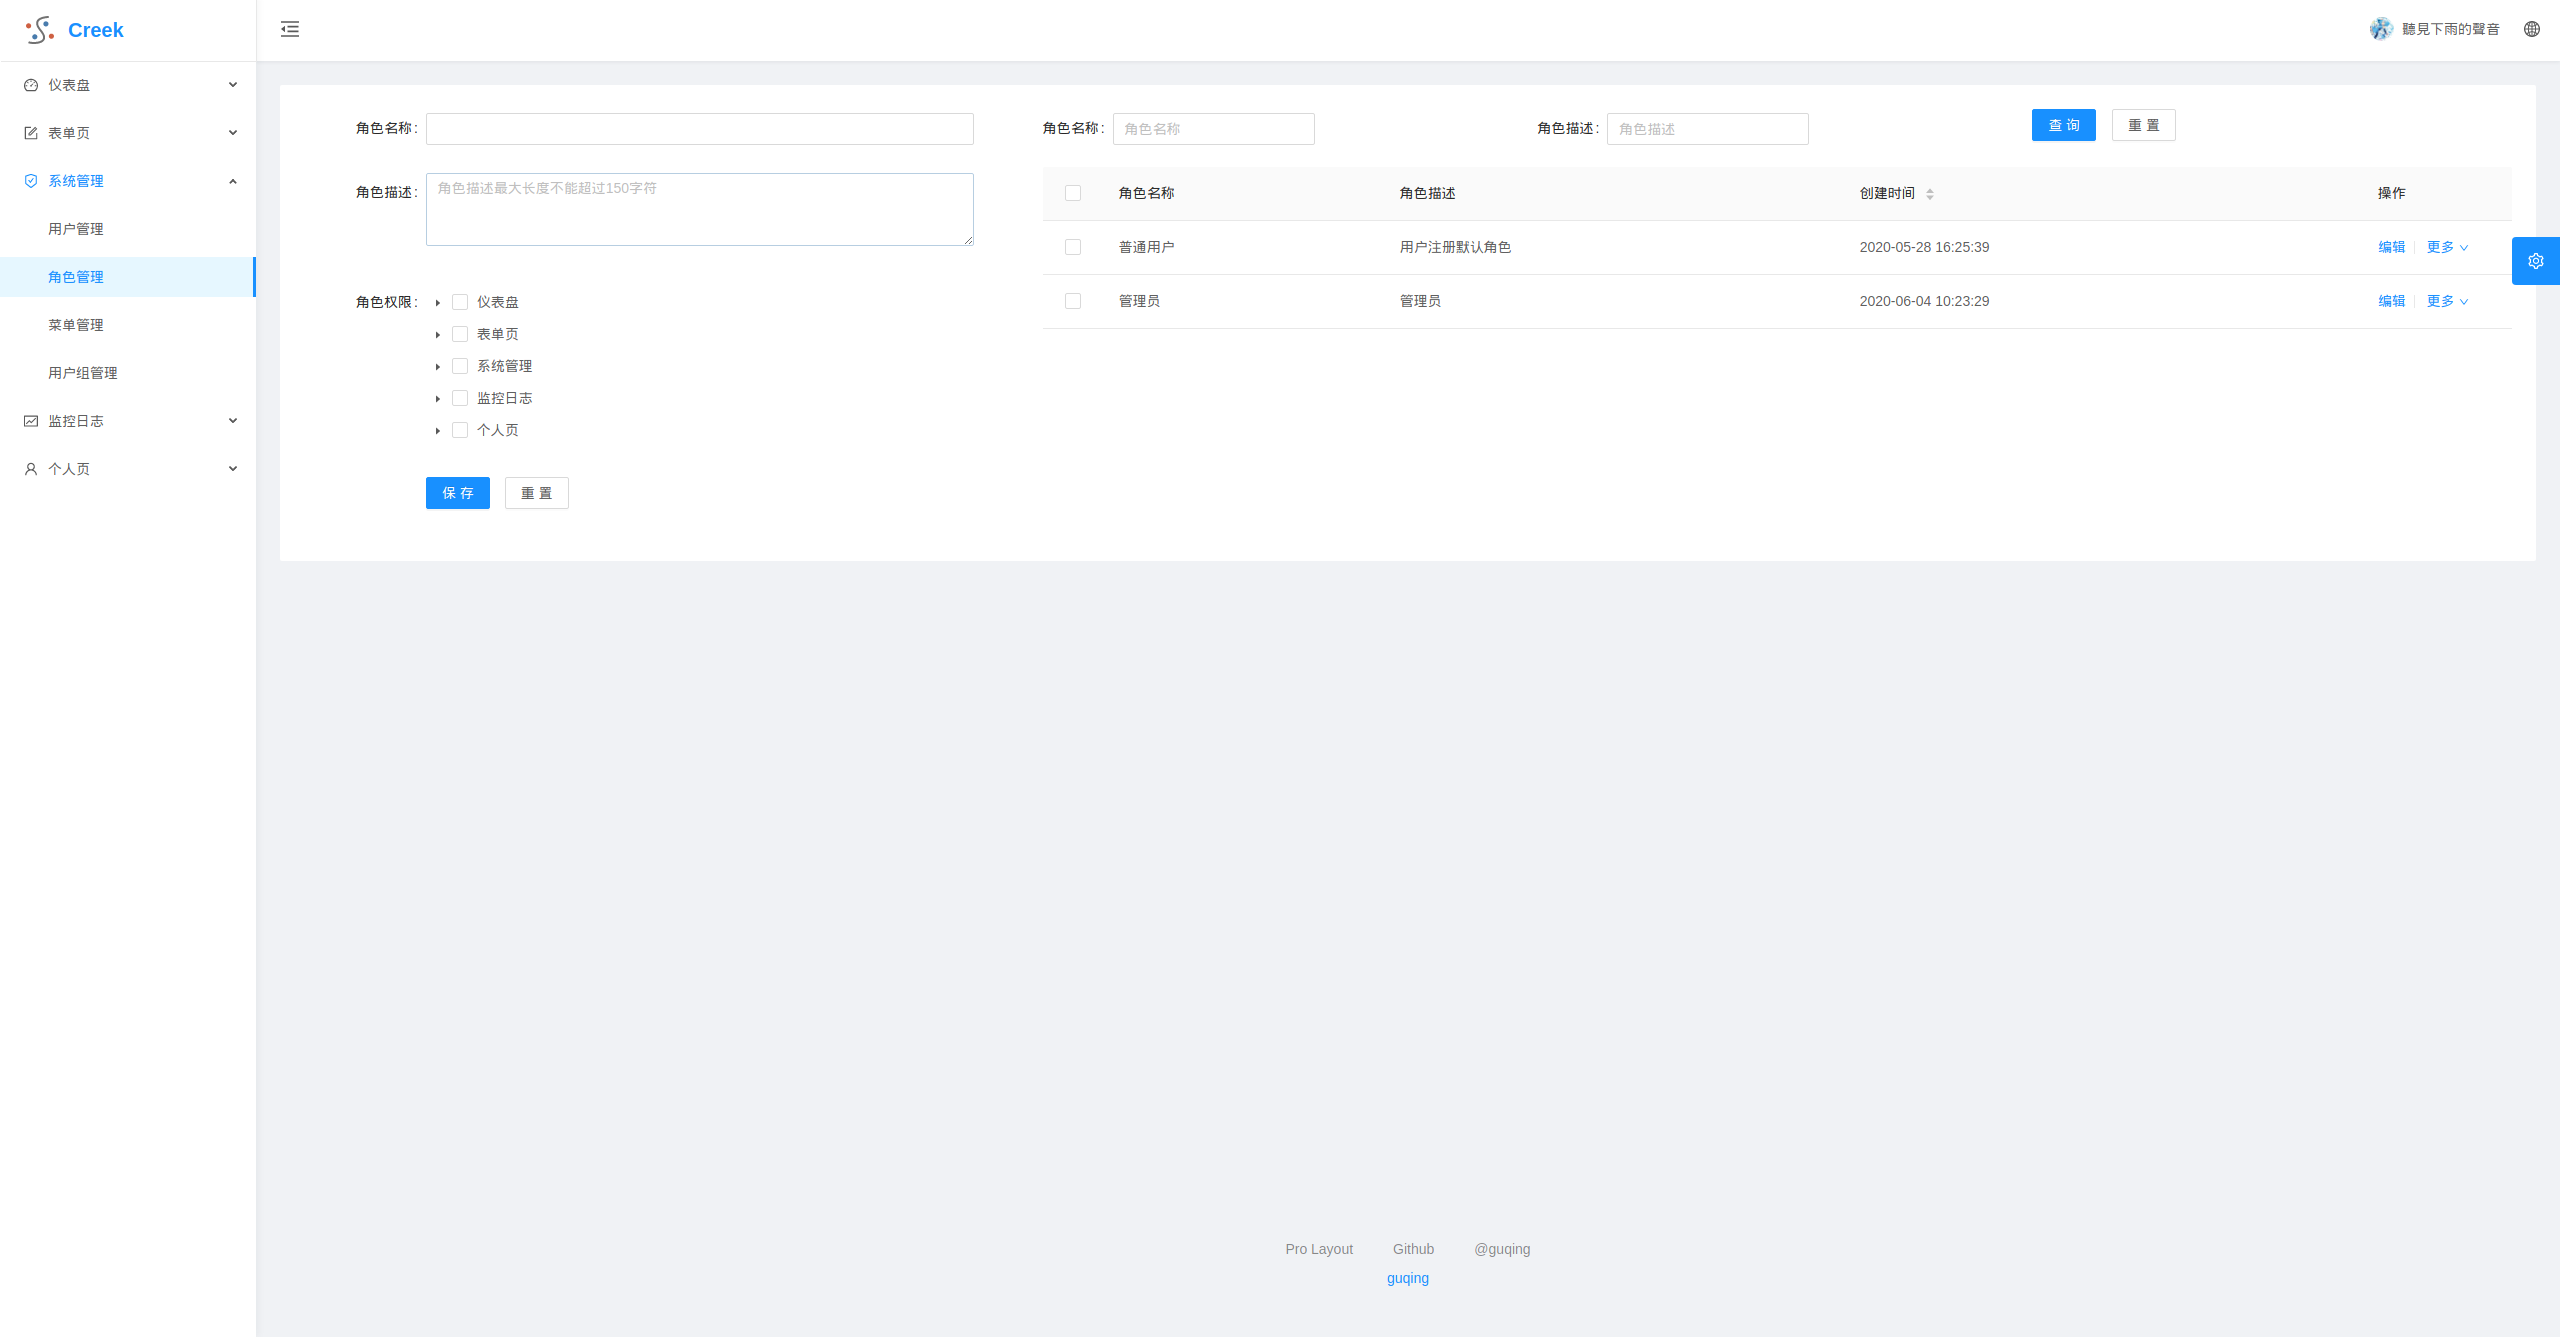 Creek
聽見下雨的聲音
仪表盘
表单页
系统管理
用户管理
角色管理
菜单管理
用户组管理
监控日志
个人页
角色名称:
角色描述:
角色描述最大长度不能超过150字符
角色权限:
仪表盘
表单页
系统管理
监控日志
个人页
保 存 重 置
角色名称: 角色名称 角色描述: 角色描述 查 询 重 置
角色名称 角色描述 创建时间 操作
普通用户 用户注册默认角色 2020-05-28 16:25:39 编辑 更多
管理员 管理员 2020-06-04 10:23:29 编辑 更多
Pro Layout Github @guqing
guqing